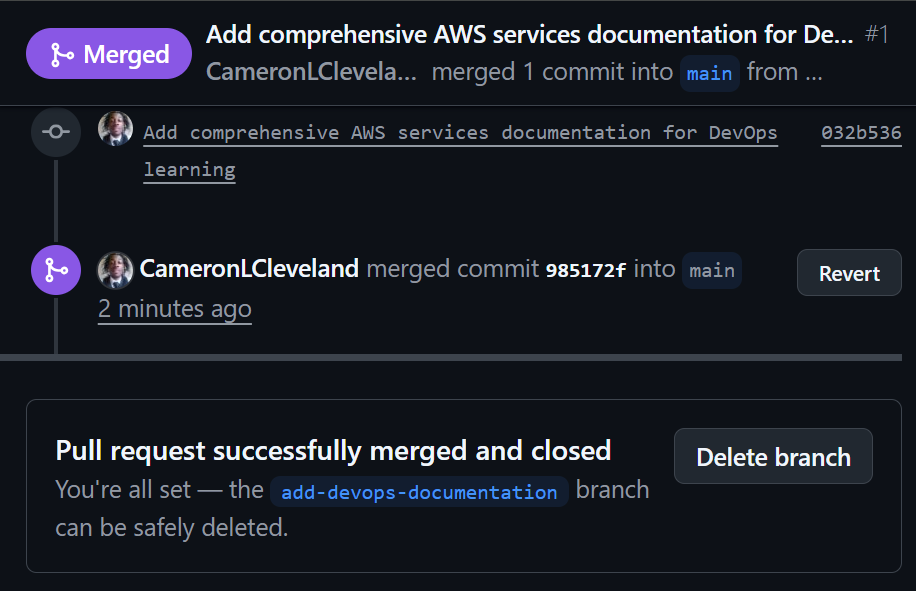 Merged
Add comprehensive AWS services documentation for De... #1
CameronLClevela... merged 1 commit into main from ...
Add comprehensive AWS services documentation for DevOps 032b536
learning
CameronLCleveland merged commit 985172f into main Revert
2 minutes ago
Pull request successfully merged and closed
Delete branch
You're all set — the add-devops-documentation branch
can be safely deleted.